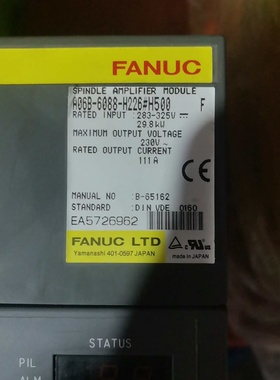 FANUC
SPINDLE AMPLIFIER MODULE
A06B-6088-H226#H500 F
RATED INPUT :283-325V
29.8kW
MAXIMUM OUTPUT VOLTAGE
230V~
RATED OUTPUT CURRENT
111A
MANUAL NO. :B-65162
STANDARD :DIN VDE 0160
EA5726962
CE
FANUC LTD
Yamanashi 401-0597 JAPAN
made in JAPAN
STATUS
PIL
ALM